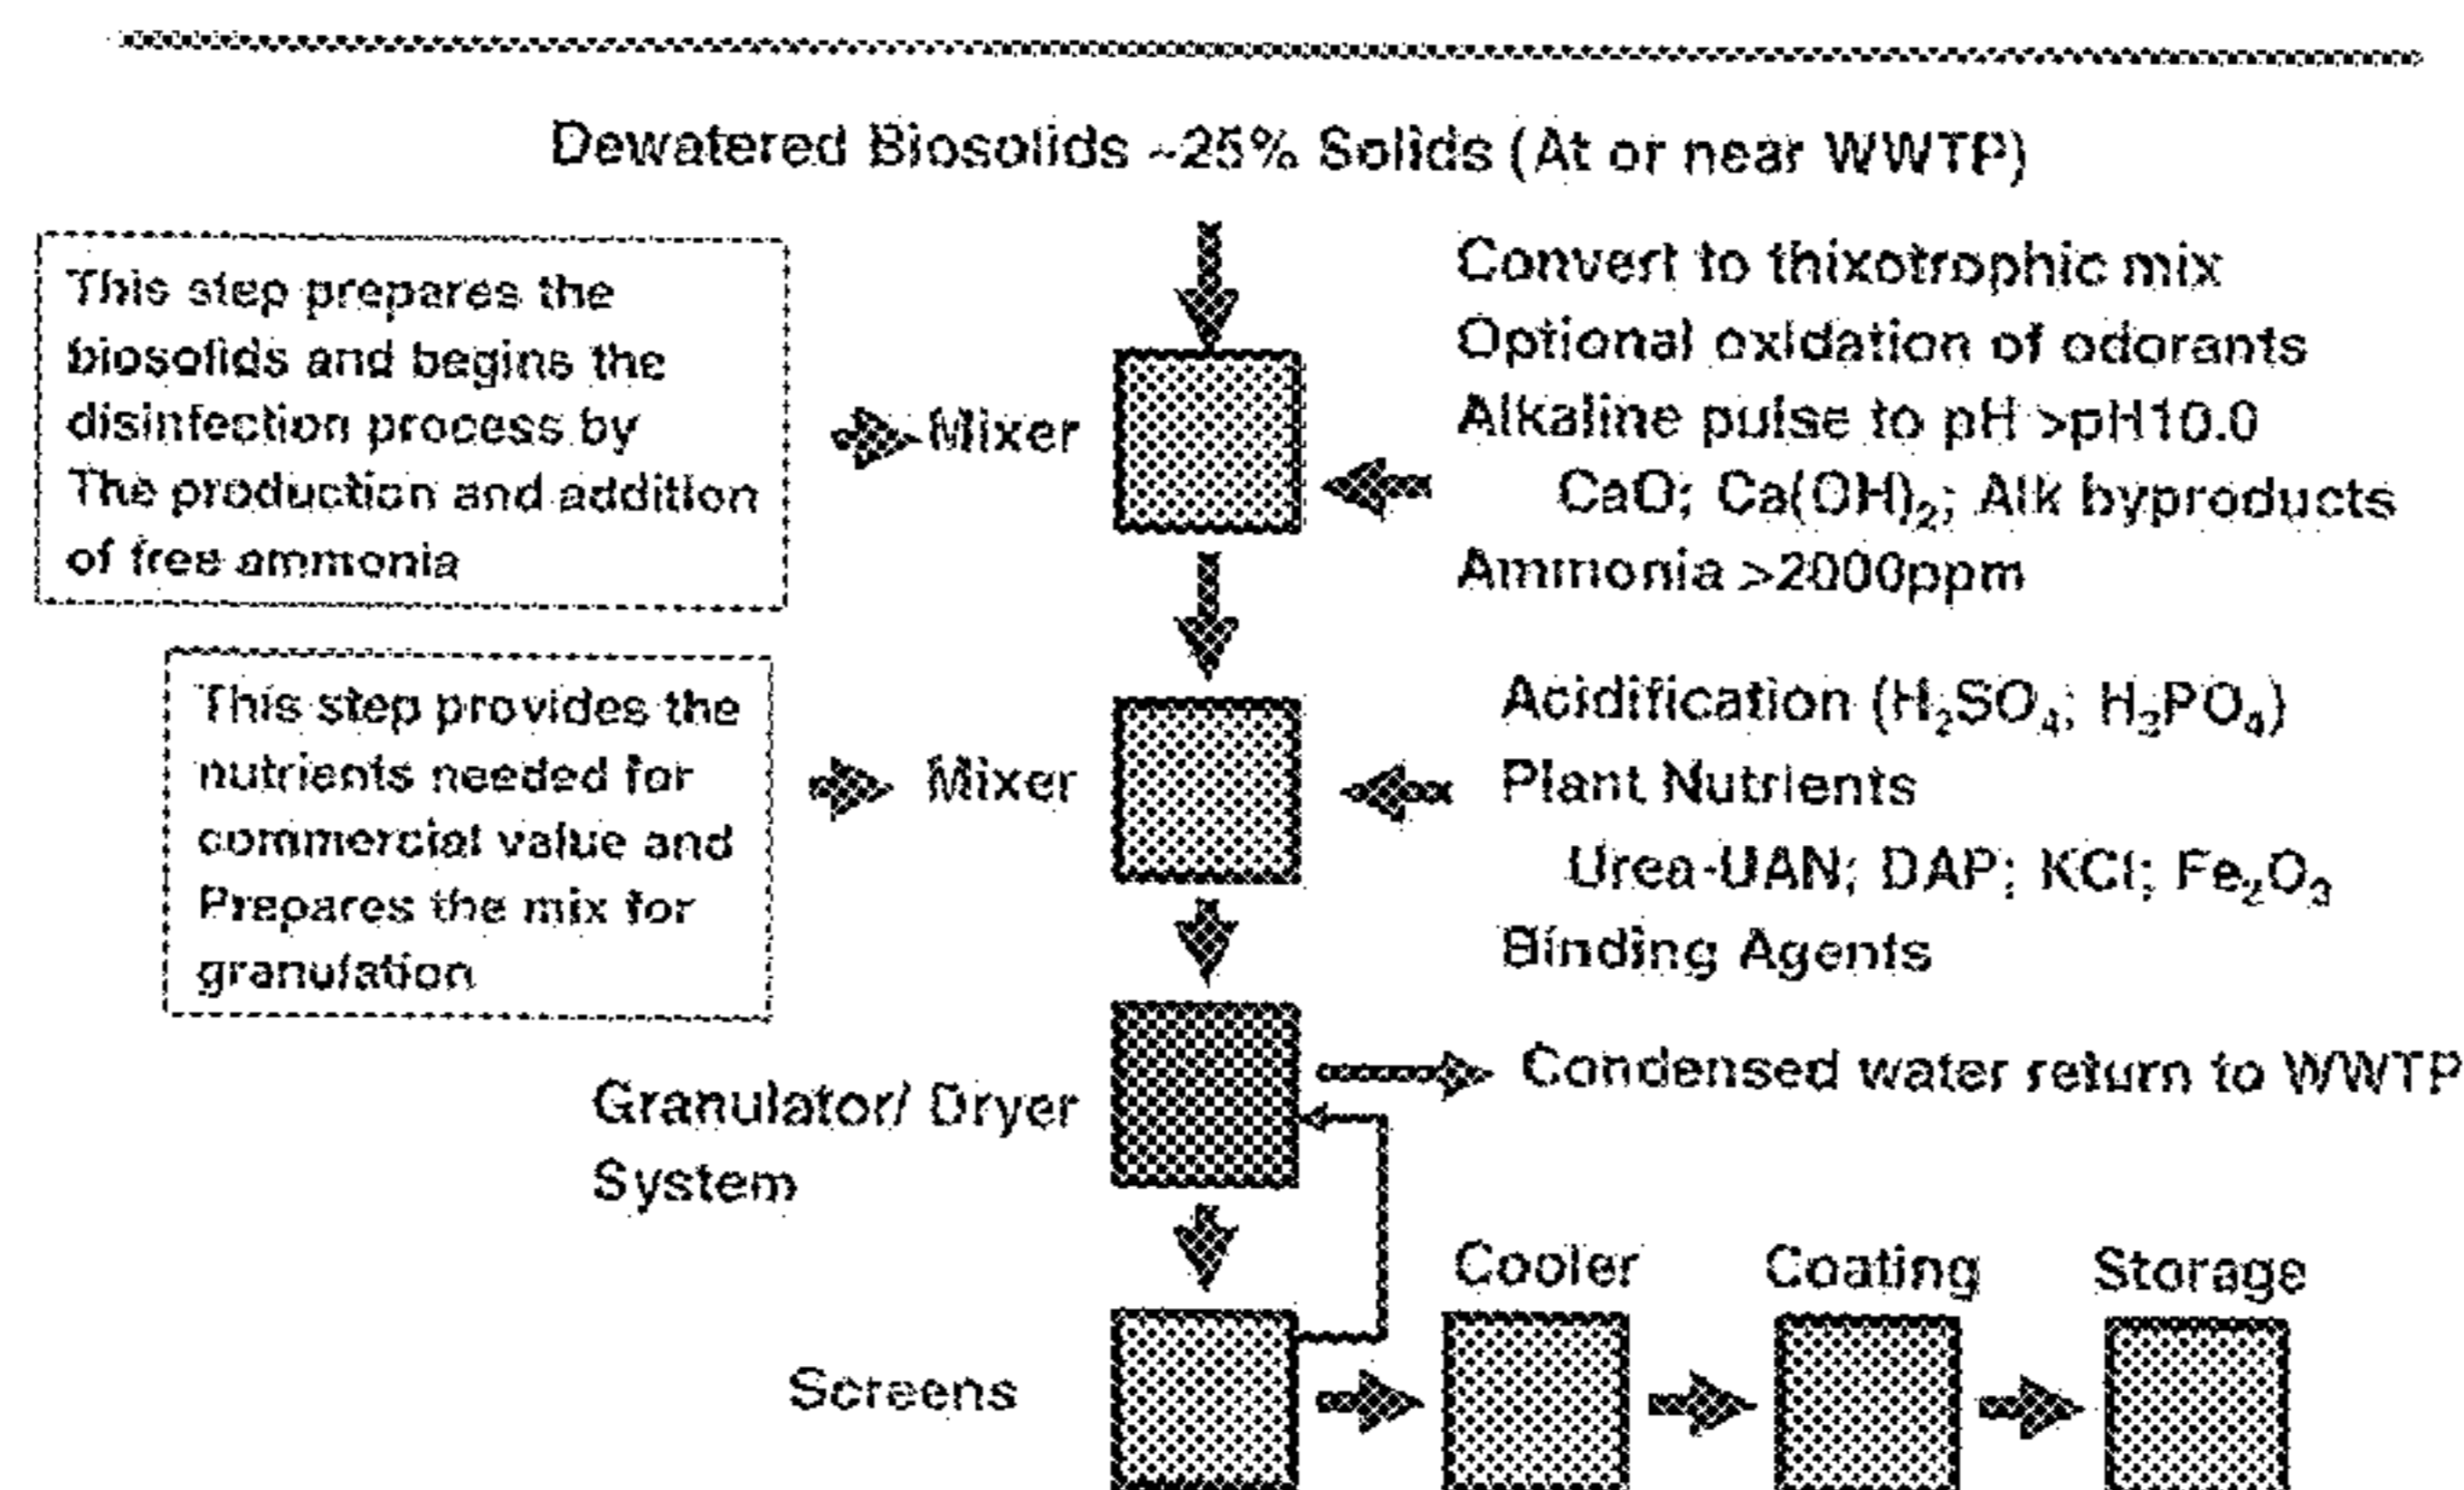 Dewatered Biosolids ~25% Solids (At or near WWTP)
This step prepares the
biosolids and begins the
disinfection process by
The production and addition
of free ammonia
Mixer
Convert to thixotrophic mix
Optional oxidation of odorants
Alkaline pulse to pH >pH10.0
CaO; Ca(OH)₂; Alk byproducts
Ammonia >2000ppm
This step provides the
nutrients needed for
commercial value and
Prepares the mix for
granulation
Mixer
Acidification (H₂SO₄; H₃PO₄)
Plant Nutrients
Urea-UAN; DAP; KCl; Fe₂O₃
Binding Agents
Granulator/ Dryer
System
Condensed water return to WWTP
Screens
Cooler
Coating
Storage